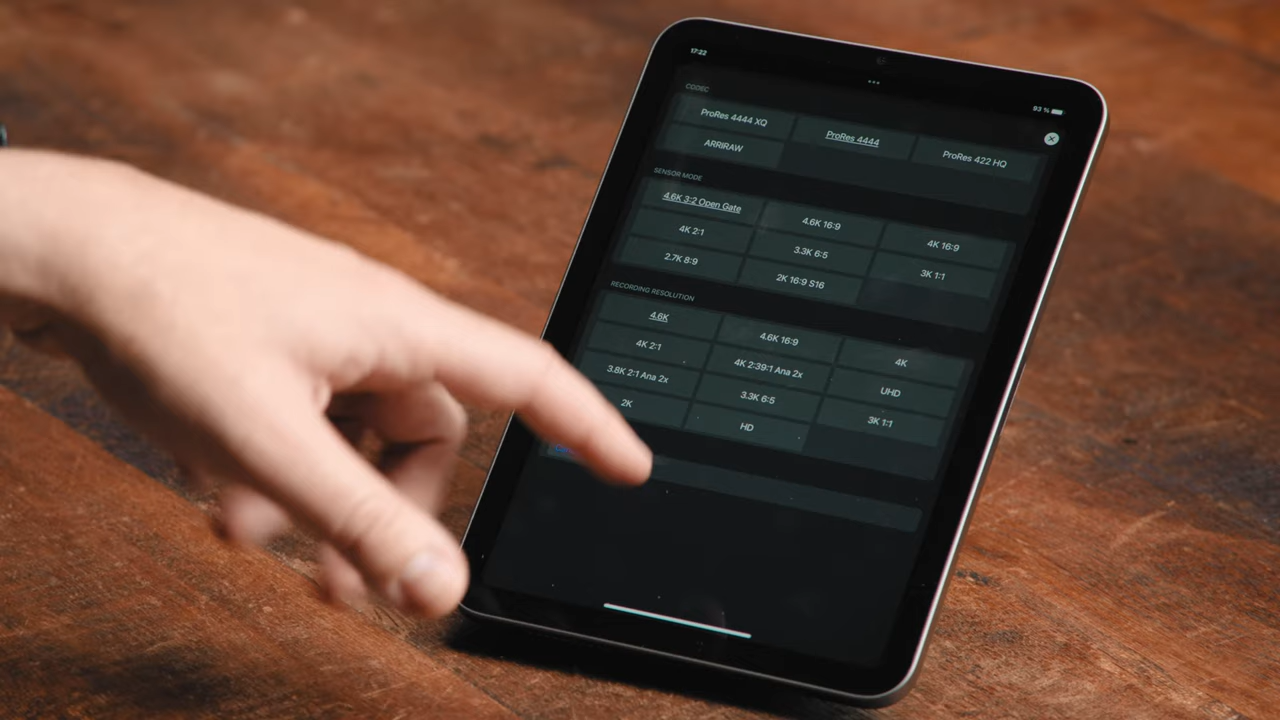 17:22
93 %
CODEC
ProRes 4444 XQ
ProRes 4444
ProRes 422 HQ
ARRIRAW
SENSOR MODE
4.6K 3:2 Open Gate
4.6K 16:9
4K 16:9
4K 2:1
3.3K 6:5
3K 1:1
2.7K 8:9
2K 16:9 S16
RECORDING RESOLUTION
4.6K
4.6K 16:9
4K
4K 2:1
4K 2:39:1 Ana 2x
UHD
3.8K 2:1 Ana 2x
3.3K 6:5
3K 1:1
2K
HD